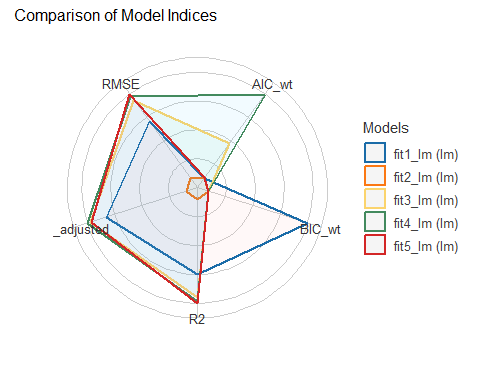 Comparison of Model Indices
RMSE
AIC_wt
_adjusted
BIC_wt
R2
Models
fit1_lm (lm)
fit2_lm (lm)
fit3_lm (lm)
fit4_lm (lm)
fit5_lm (lm)